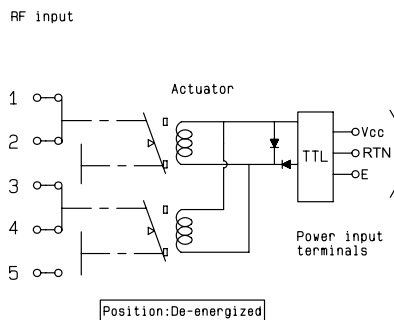 RF input
Actuator
1
2
3
4
5
TTL
Vcc
RTN
E
Power input
terminals
Position:De-energized